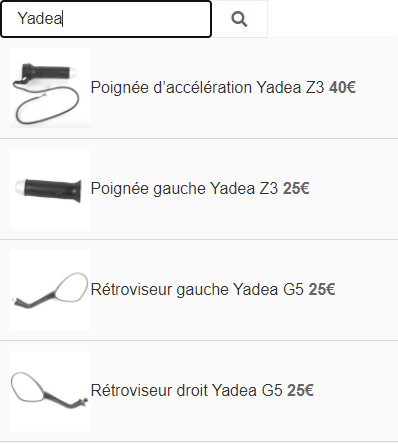 Yadea
Poignée d’accélération Yadea Z3 40€
Poignée gauche Yadea Z3 25€
Rétroviseur gauche Yadea G5 25€
Rétroviseur droit Yadea G5 25€